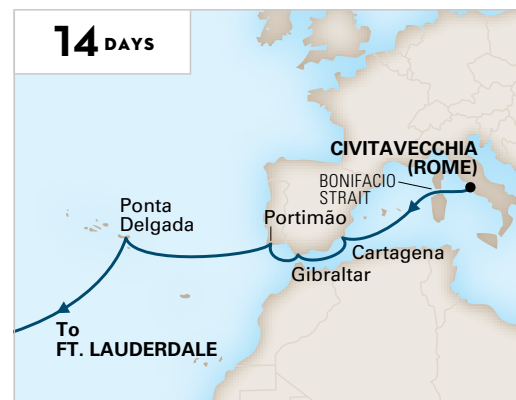 14 DAYS
CIVITAVECCHIA
(ROME)
BONIFACIO
STRAIT
Ponta
Delgada
Portimão
Cartagena
Gibraltar
To
FT. LAUDERDALE